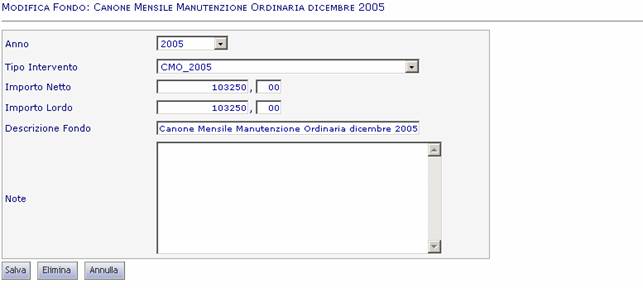 Modifica Fondo: Canone Mensile Manutenzione Ordinaria dicembre 2005
Anno 2005
Tipo Intervento CMO_2005
Importo Netto 103250 , 00
Importo Lordo 103250 , 00
Descrizione Fondo Canone Mensile Manutenzione Ordinaria dicembre 2005
Note
Salva Elimina Annulla